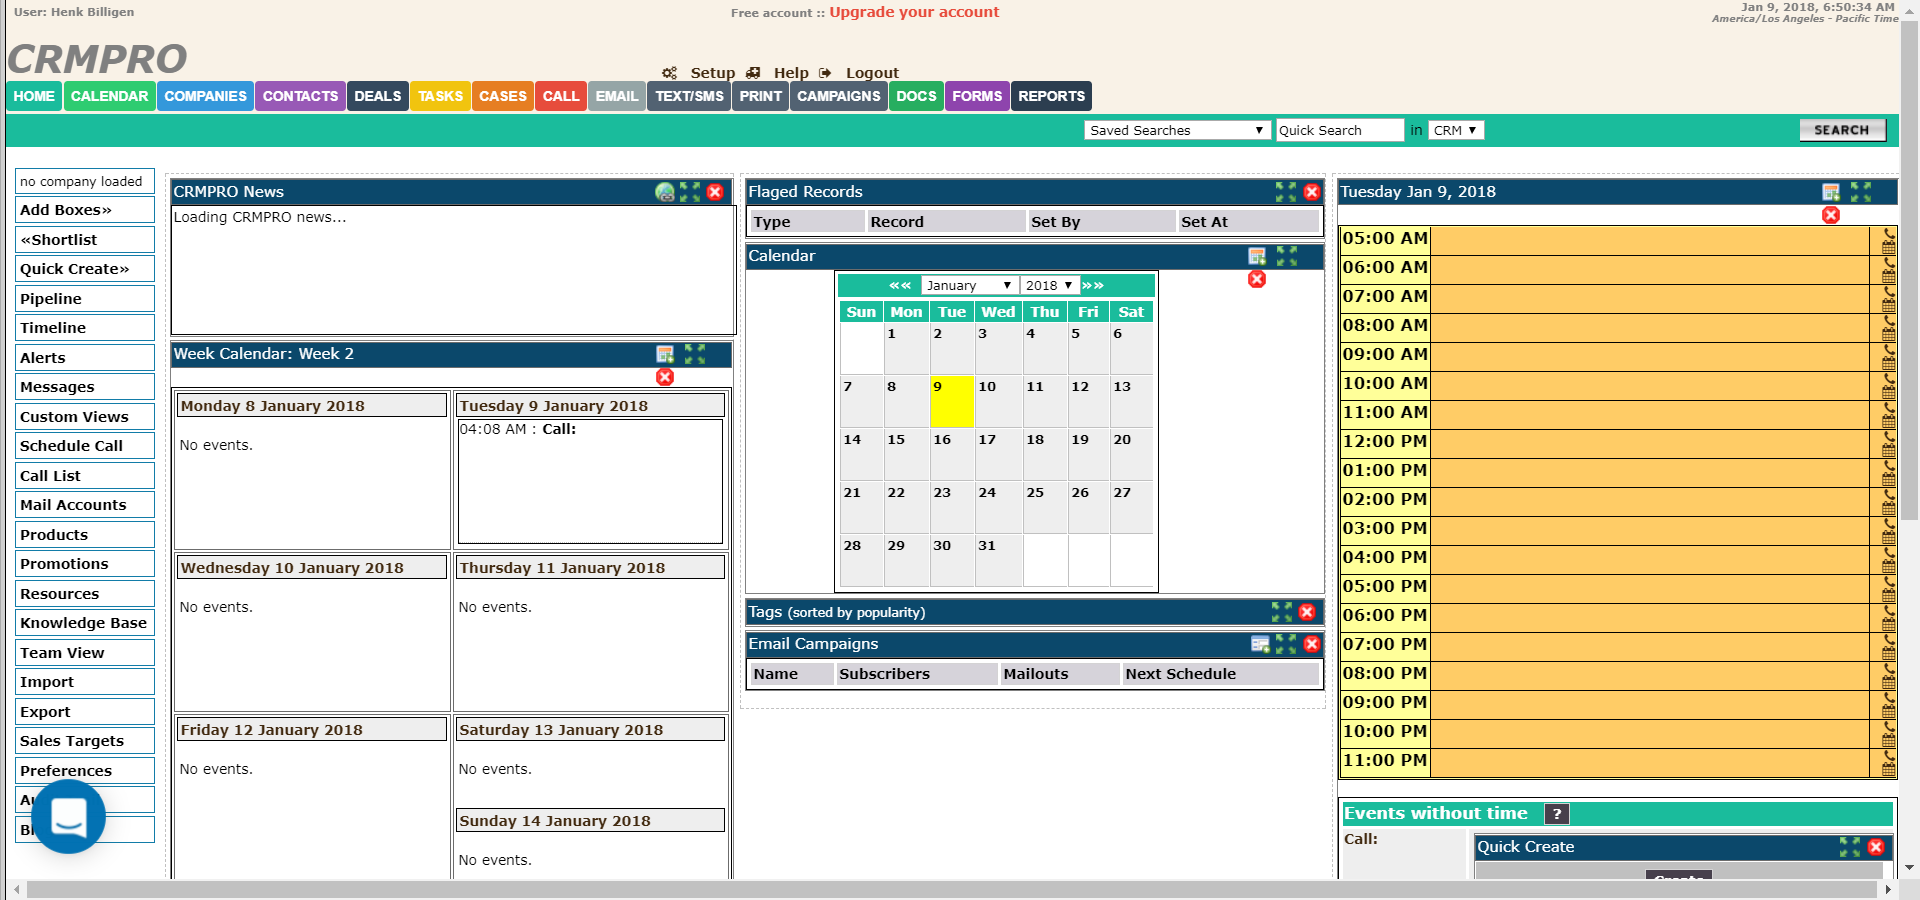 User: Henk Billigen
Free account :: Upgrade your account
Jan 9, 2018, 6:50:34 AM
America/Los Angeles - Pacific Time
CRMPRO
Setup Help Logout
HOME CALENDAR COMPANIES CONTACTS DEALS TASKS CASES CALL EMAIL TEXT/SMS PRINT CAMPAIGNS DOCS FORMS REPORTS
Saved Searches Quick Search in CRM SEARCH
no company loaded
Add Boxes»
«Shortlist
Quick Create»
Pipeline
Timeline
Alerts
Messages
Custom Views
Schedule Call
Call List
Mail Accounts
Products
Promotions
Resources
Knowledge Base
Team View
Import
Export
Sales Targets
Preferences
CRMPRO News
Loading CRMPRO news...
Week Calendar: Week 2
Monday 8 January 2018
No events.
Tuesday 9 January 2018
04:08 AM : Call:
Wednesday 10 January 2018
No events.
Thursday 11 January 2018
No events.
Friday 12 January 2018
No events.
Saturday 13 January 2018
No events.
Sunday 14 January 2018
No events.
Flaged Records
Type Record Set By Set At
Calendar
«« January 2018 »»
Sun Mon Tue Wed Thu Fri Sat
1 2 3 4 5 6
7 8 9 10 11 12 13
14 15 16 17 18 19 20
21 22 23 24 25 26 27
28 29 30 31
Tags (sorted by popularity)
Email Campaigns
Name Subscribers Mailouts Next Schedule
Tuesday Jan 9, 2018
05:00 AM
06:00 AM
07:00 AM
08:00 AM
09:00 AM
10:00 AM
11:00 AM
12:00 PM
01:00 PM
02:00 PM
03:00 PM
04:00 PM
05:00 PM
06:00 PM
07:00 PM
08:00 PM
09:00 PM
10:00 PM
11:00 PM
Events without time ?
Call:
Quick Create